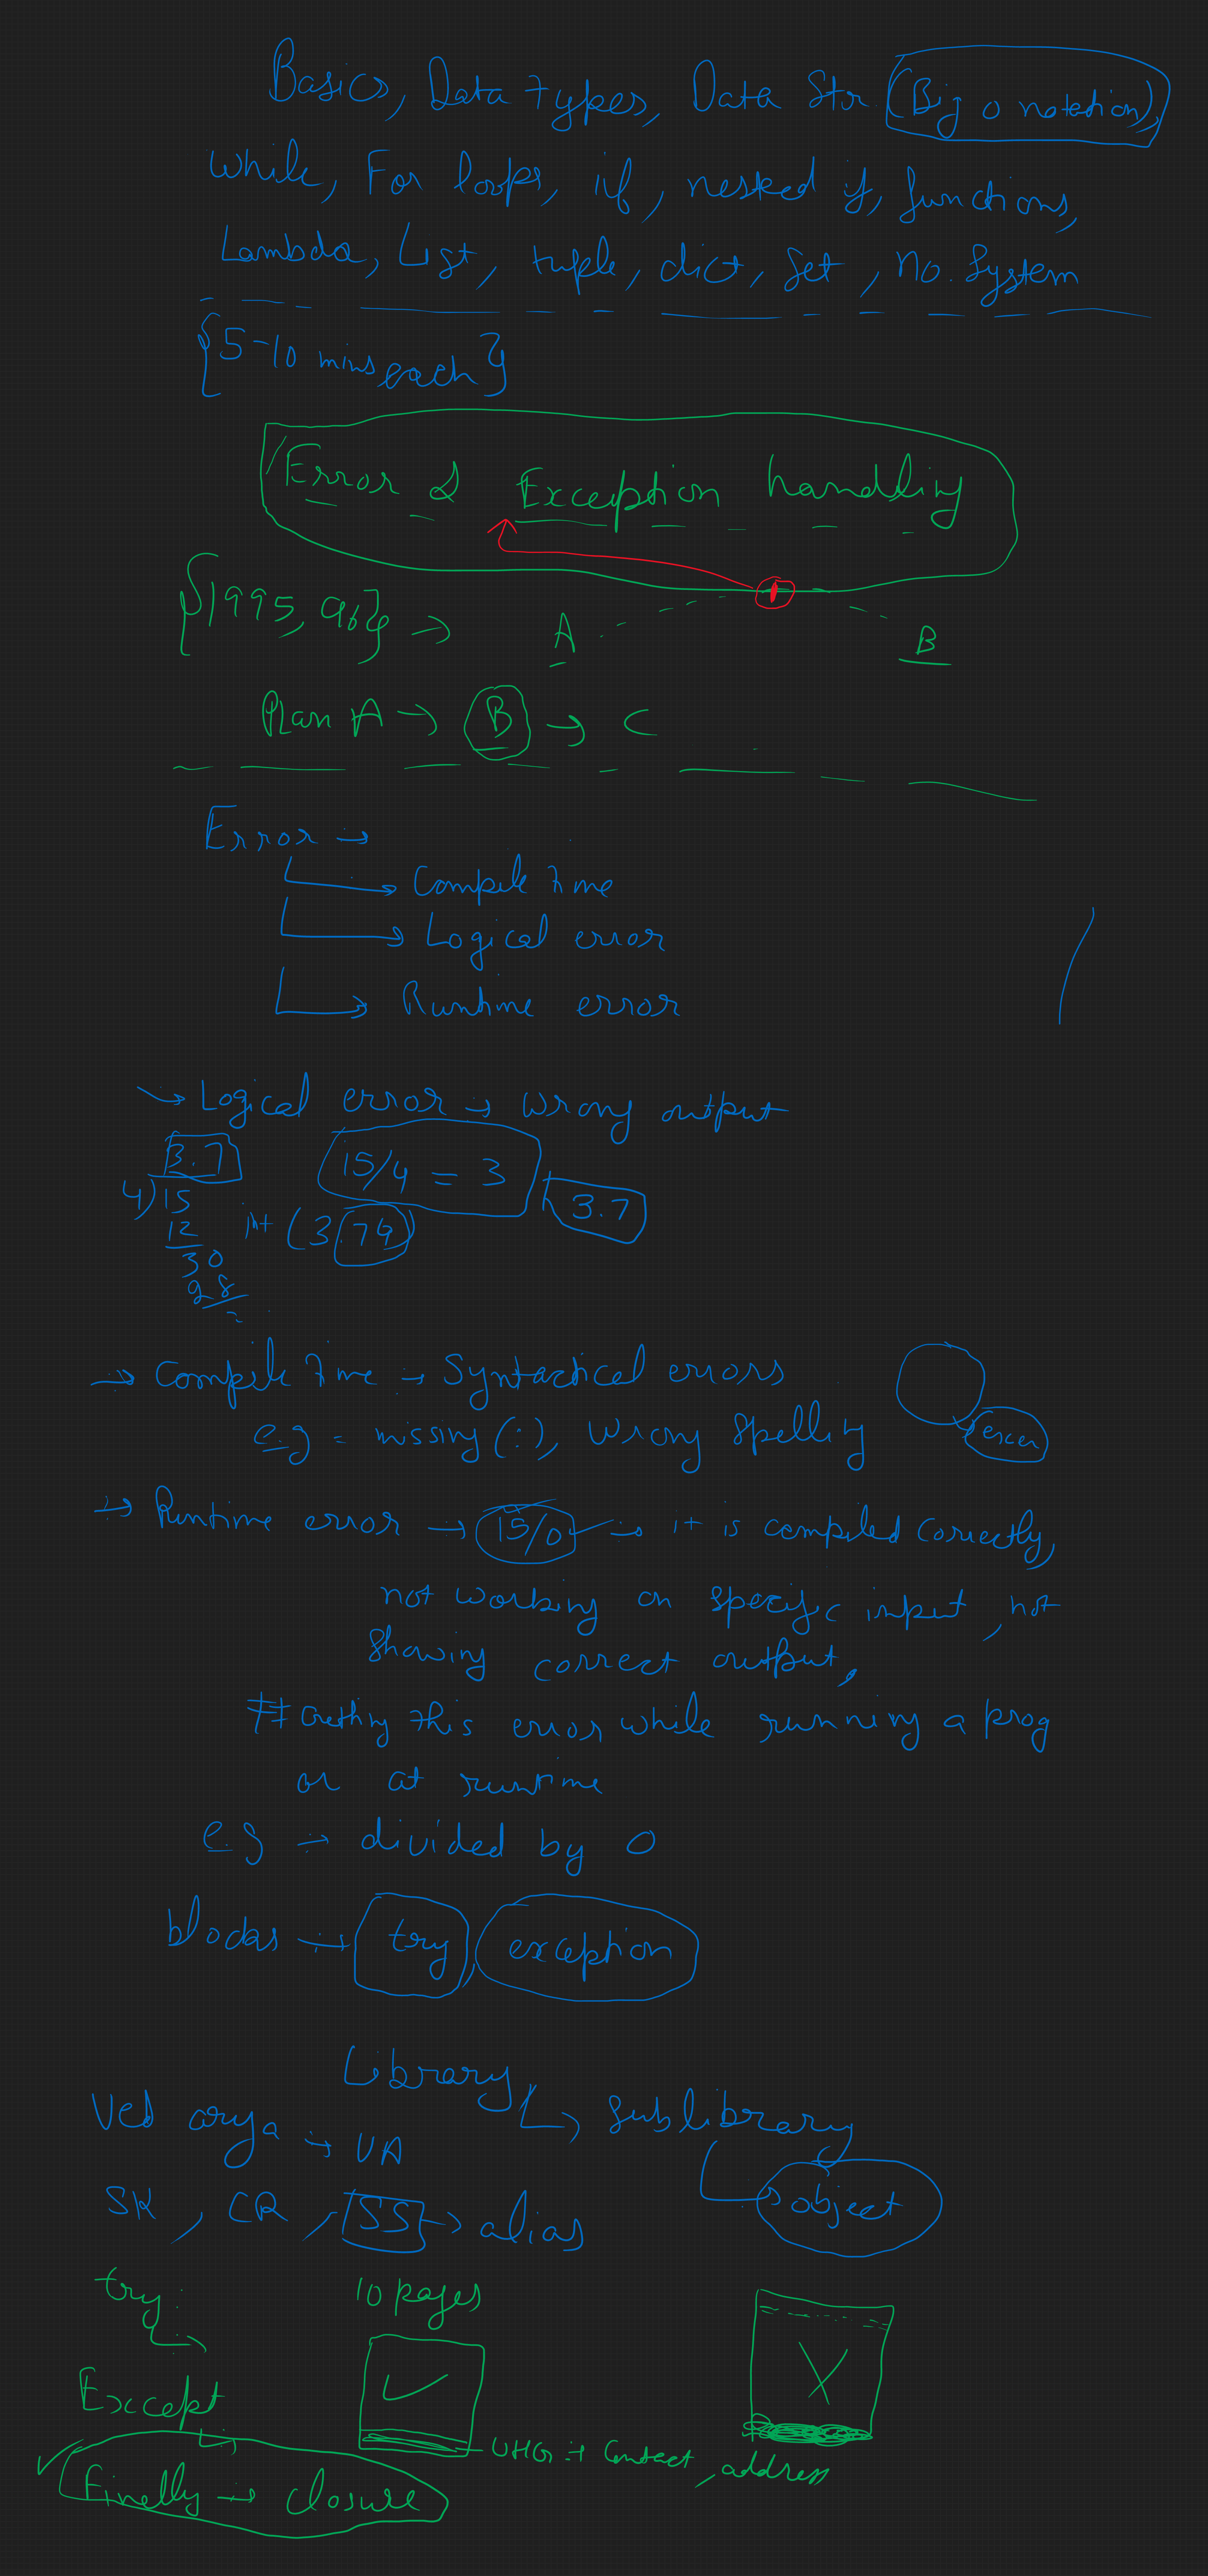 Basics, Data types, Data Str (Big o notation),
while, For loops, if, nested if, functions,
Lambda, List, tuple, dict, set, no. System
{5-10 mins each}
Error & Exception handling
{1995, 96} → A B
Plan A → B → C
Error →
Compile time
Logical error
Runtime error
→ Logical error → wrong output
3.7
15/4 = 3
4)15
3.7
12
int (3.74)
30
28
→ Compile time → Syntactical errors
e.g = missing (:), wrong spelling
→ Runtime error → 15/0 → it is compiled correctly,
not working on specific input, not
showing correct output,
# this error while running a prog
or at runtime
e.g → divided by 0
blocks → try exception
Library
Ved arya → VA
sublibrary
SK, CR, SS → alias
object
try:
10 pages
Except
UHG → Contact, address
Finelly → closure